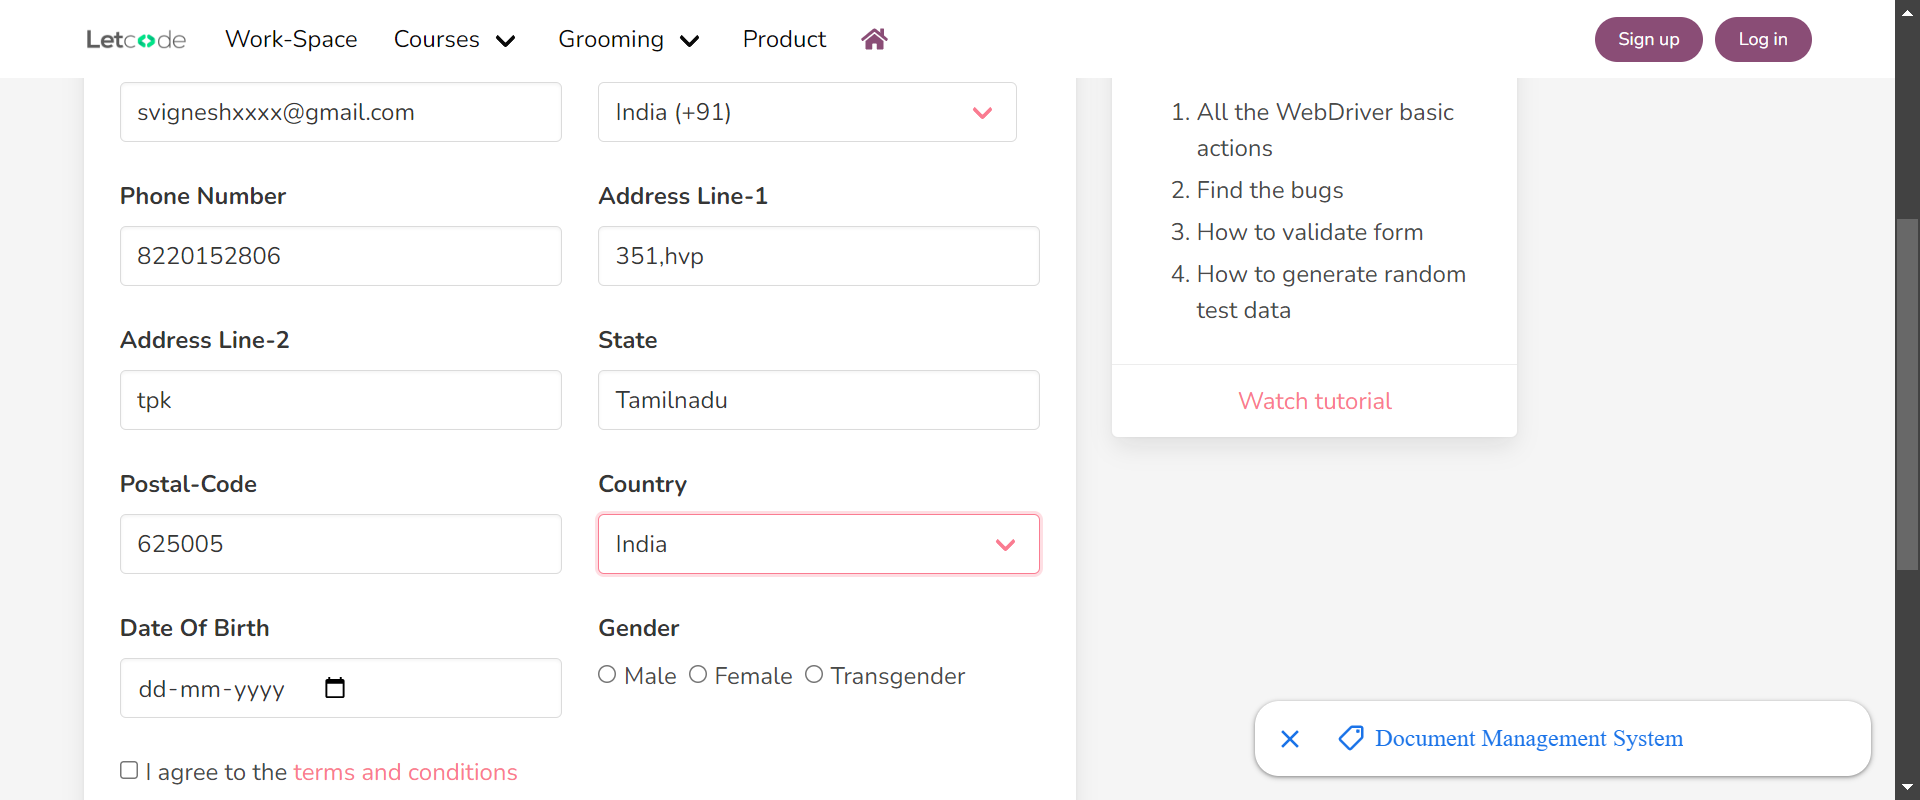 Letcode Work-Space Courses Grooming Product Sign up Log in
svigneshxxxx@gmail.com India (+91)
Phone Number Address Line-1
8220152806 351,hvp
Address Line-2 State
tpk Tamilnadu
Postal-Code Country
625005 India
Date Of Birth Gender
dd-mm-yyyy Male Female Transgender
I agree to the terms and conditions
1. All the WebDriver basic
actions
2. Find the bugs
3. How to validate form
4. How to generate random
test data
Watch tutorial
Document Management System